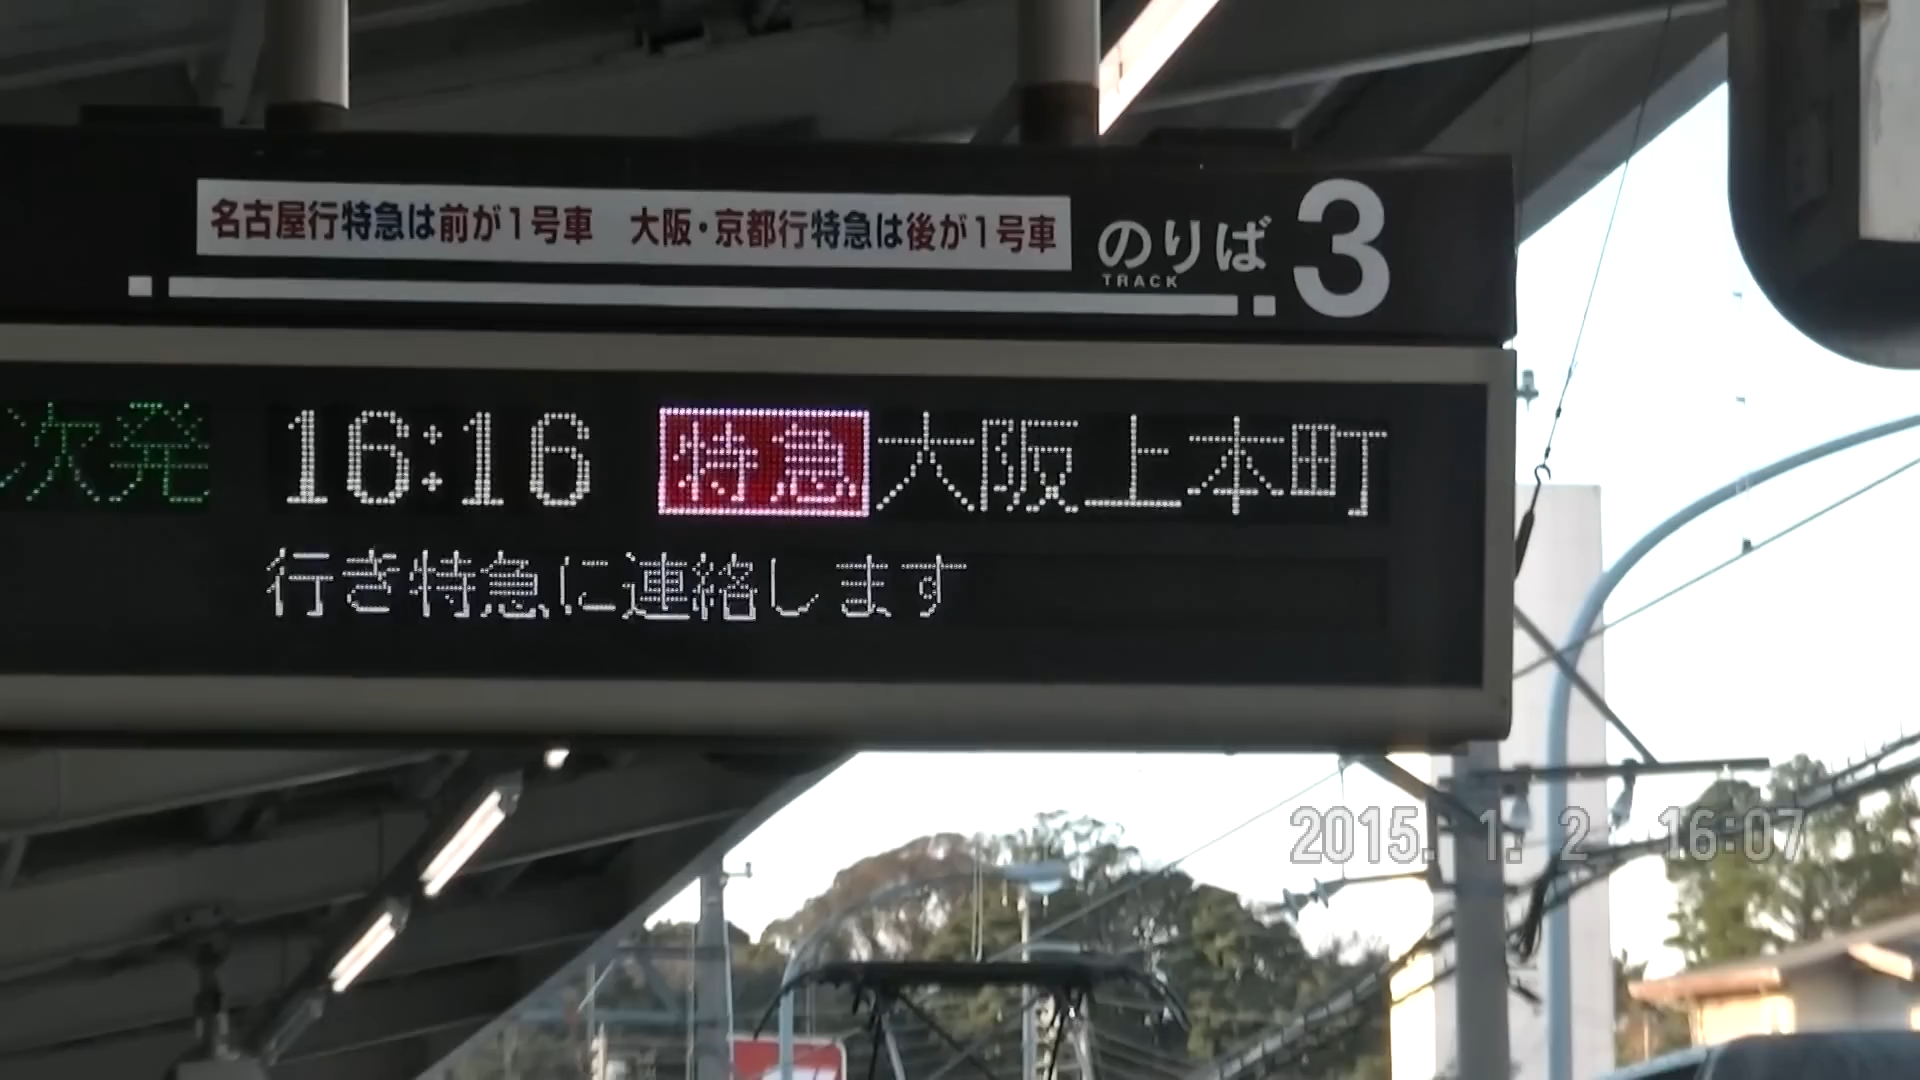 名古屋行特急は前が1号車 大阪・京都行特急は後が1号車
のりば 3
TRACK
次発 16:16 特急 大阪上本町
行き特急に連絡します
2015. 1. 2 16:07